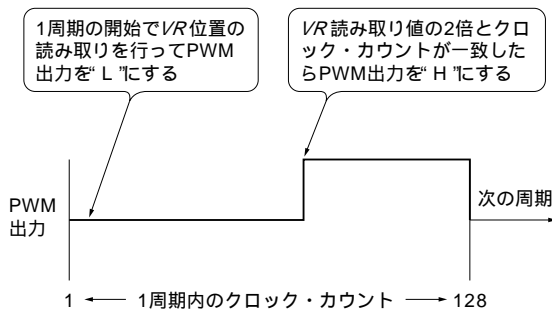 1周期の開始でVR位置の
読み取りを行ってPWM
出力を“L”にする
VR読み取り値の2倍とクロ
ック・カウントが一致した
らPWM出力を“H”にする
PWM
出力
次の周期
1
1周期内のクロック・カウント
128